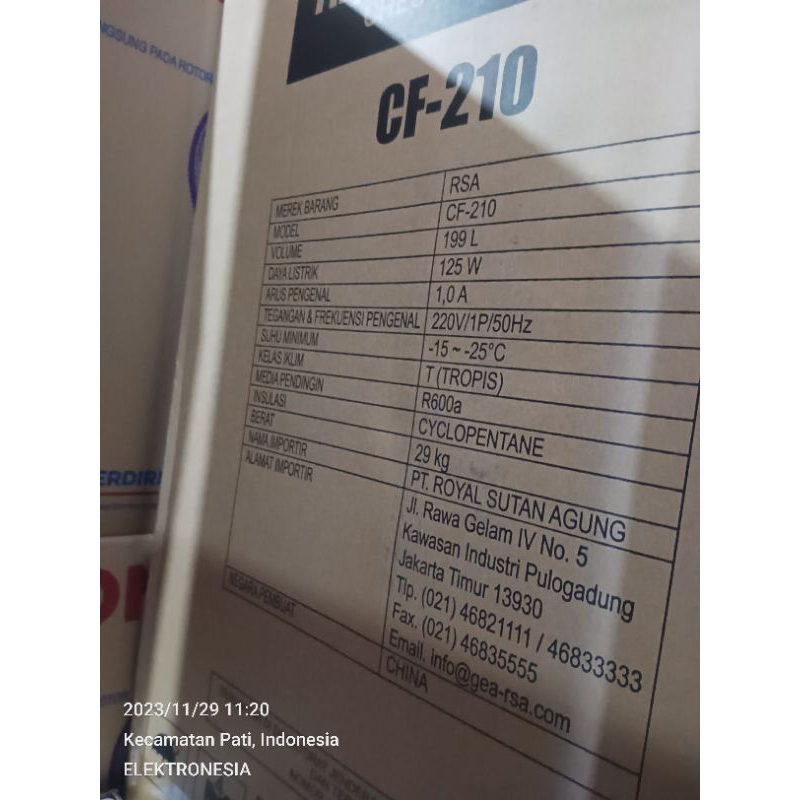 NGSUNG PADA ROTOR
CF-210
MEREK BARANG RSA
MODEL CF-210
VOLUME 199 L
DAYA LISTRIK 125 W
ARUS PENGENAL 1,0 A
TEGANGAN & FREKUENSI PENGENAL 220V/1P/50Hz
SUHU MINIMUM -15 ~ -25°C
KELAS IKLIM T (TROPIS)
MEDIA PENDINGIN R600a
INSULASI CYCLOPENTANE
BERAT 29 kg
NAMA IMPORTIR PT. ROYAL SUTAN AGUNG
ALAMAT IMPORTIR Jl. Rawa Gelam IV No. 5
Kawasan Industri Pulogadung
Jakarta Timur 13930
Tlp. (021) 46821111 / 46833333
Fax. (021) 46835555
Email. info@gea-rsa.com
NEGARA PEMBUAT CHINA
ERDIRI
2023/11/29 11:20
Kecamatan Pati, Indonesia
ELEKTRONESIA